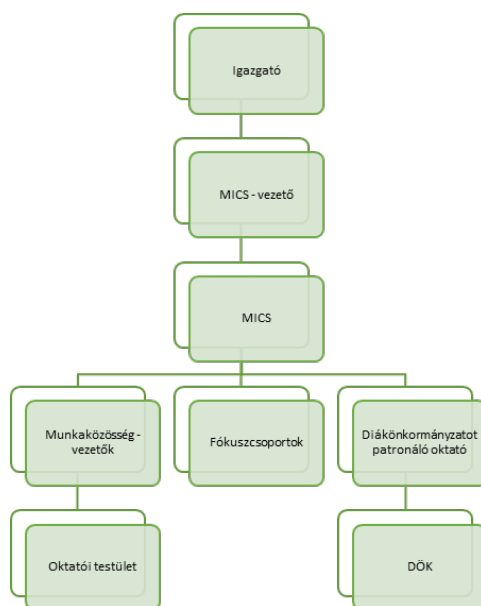 Igazgató
MICS - vezető
MICS
Munkaközösség -
vezetők
Fókuszcsoportok
Diákönkormányzatot
patronáló oktató
Oktatói testület
DÖK